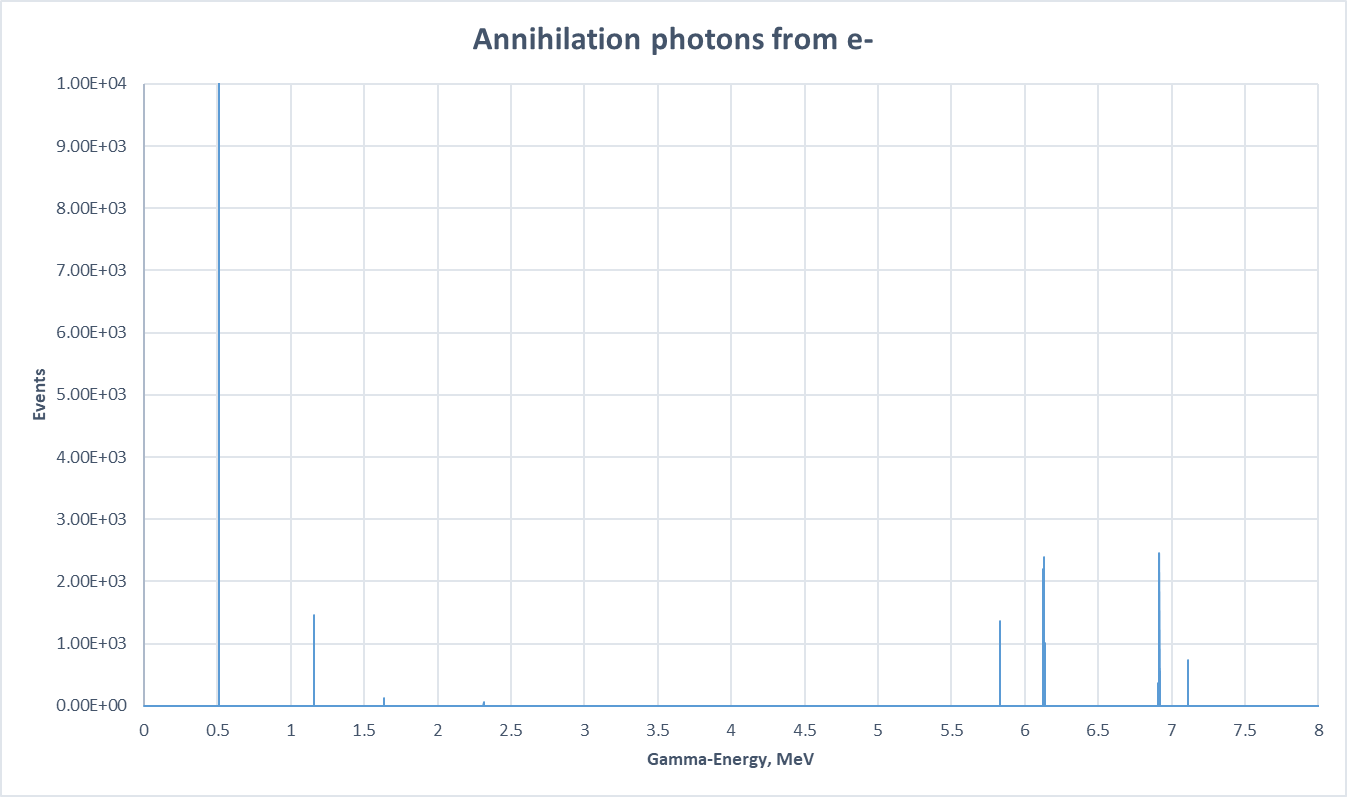 Annihilation photons from e-
1.00E+04
9.00E+03
8.00E+03
7.00E+03
6.00E+03
5.00E+03
4.00E+03
3.00E+03
2.00E+03
1.00E+03
0.00E+00
Events
0 0.5 1 1.5 2 2.5 3 3.5 4 4.5 5 5.5 6 6.5 7 7.5 8
Gamma-Energy, MeV